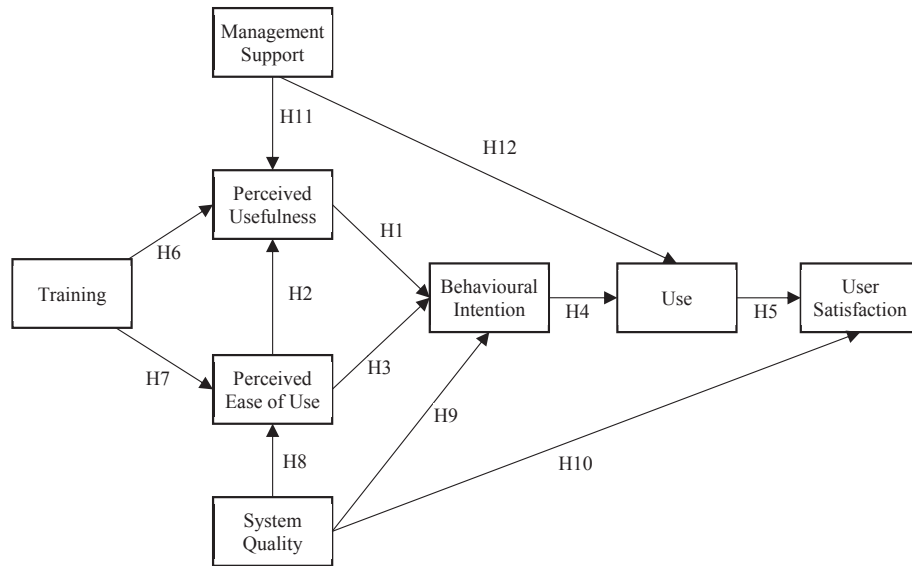 Management
Support
H11
H12
Perceived
Usefulness
H1
H6
Training
H2
Behavioural
Intention
H4
Use
H5
User
Satisfaction
H7
Perceived
Ease of Use
H3
H9
H8
H10
System
Quality